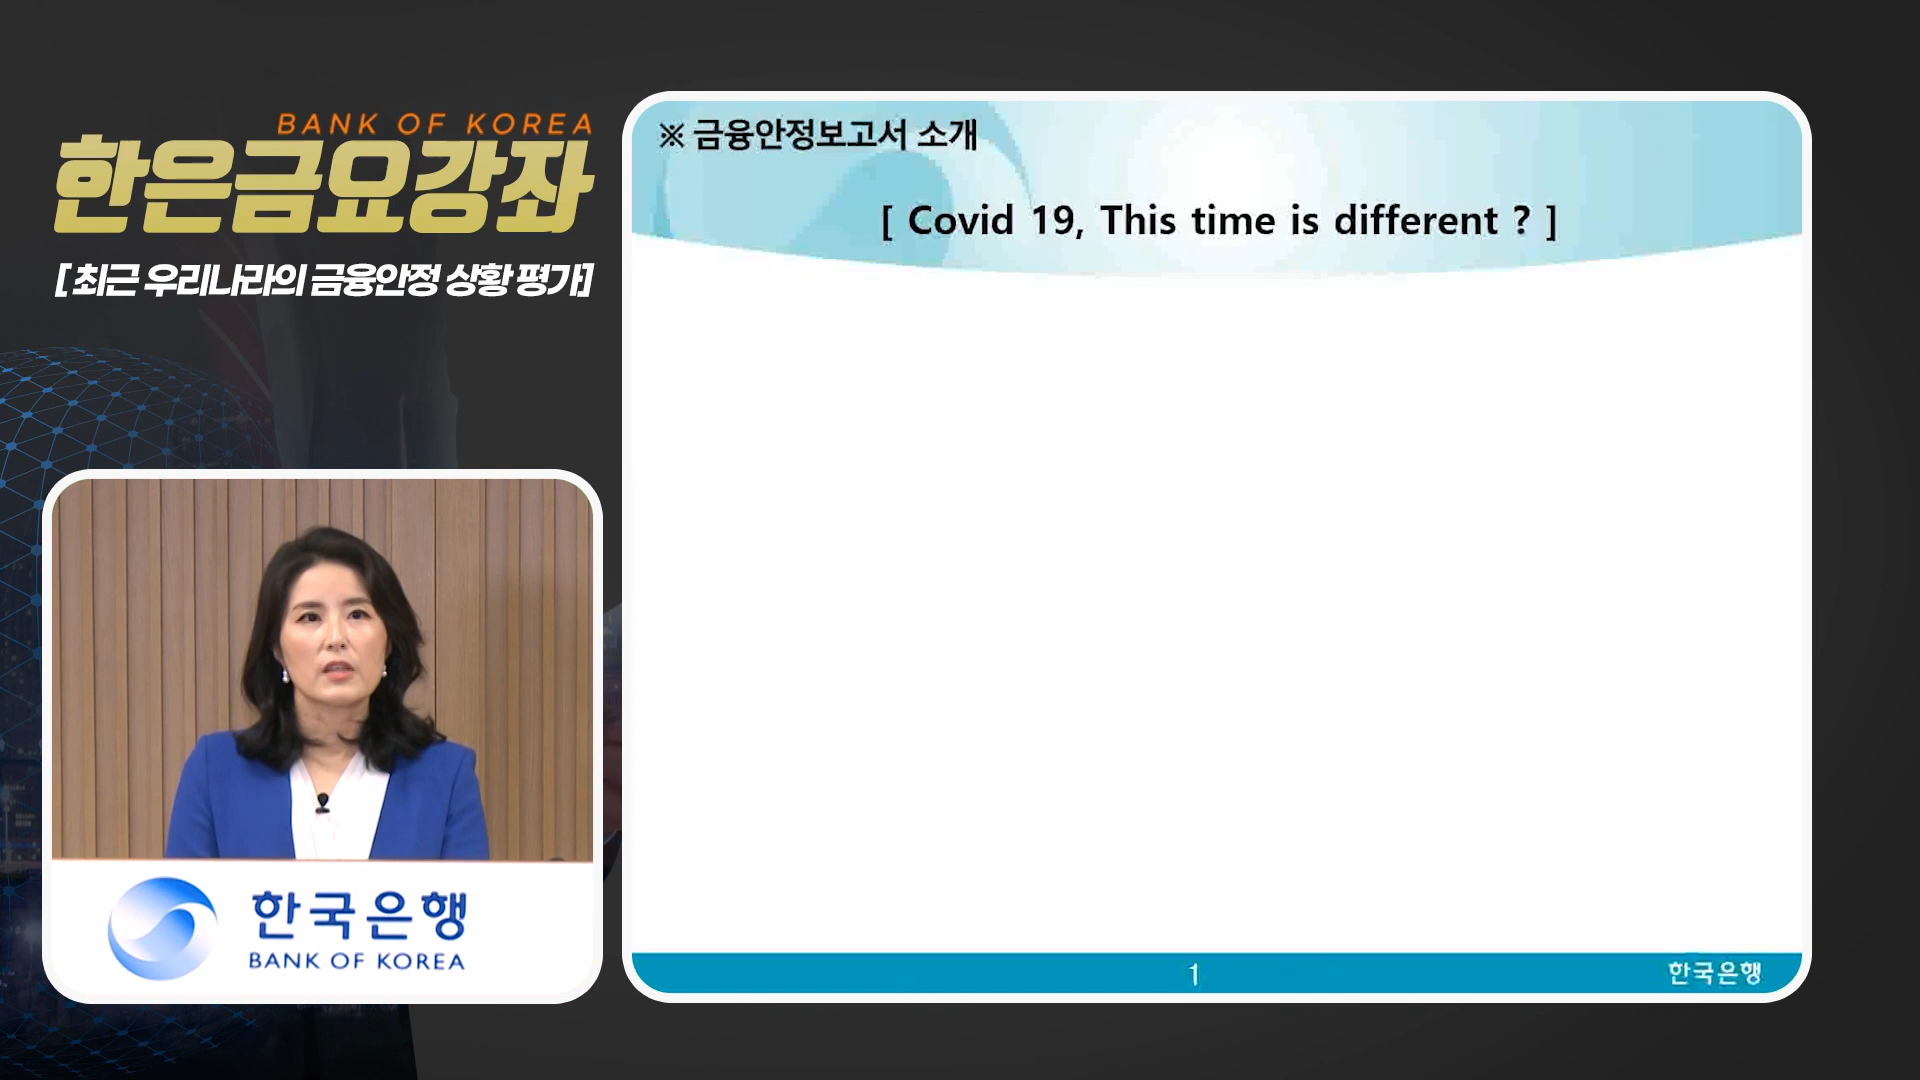 BANK OF KOREA
한은금요강좌
[ 최근 우리나라의 금융안정 상황 평가]
한국은행
BANK OF KOREA
※ 금융안정보고서 소개
[ Covid 19, This time is different ? ]
1
한국은행